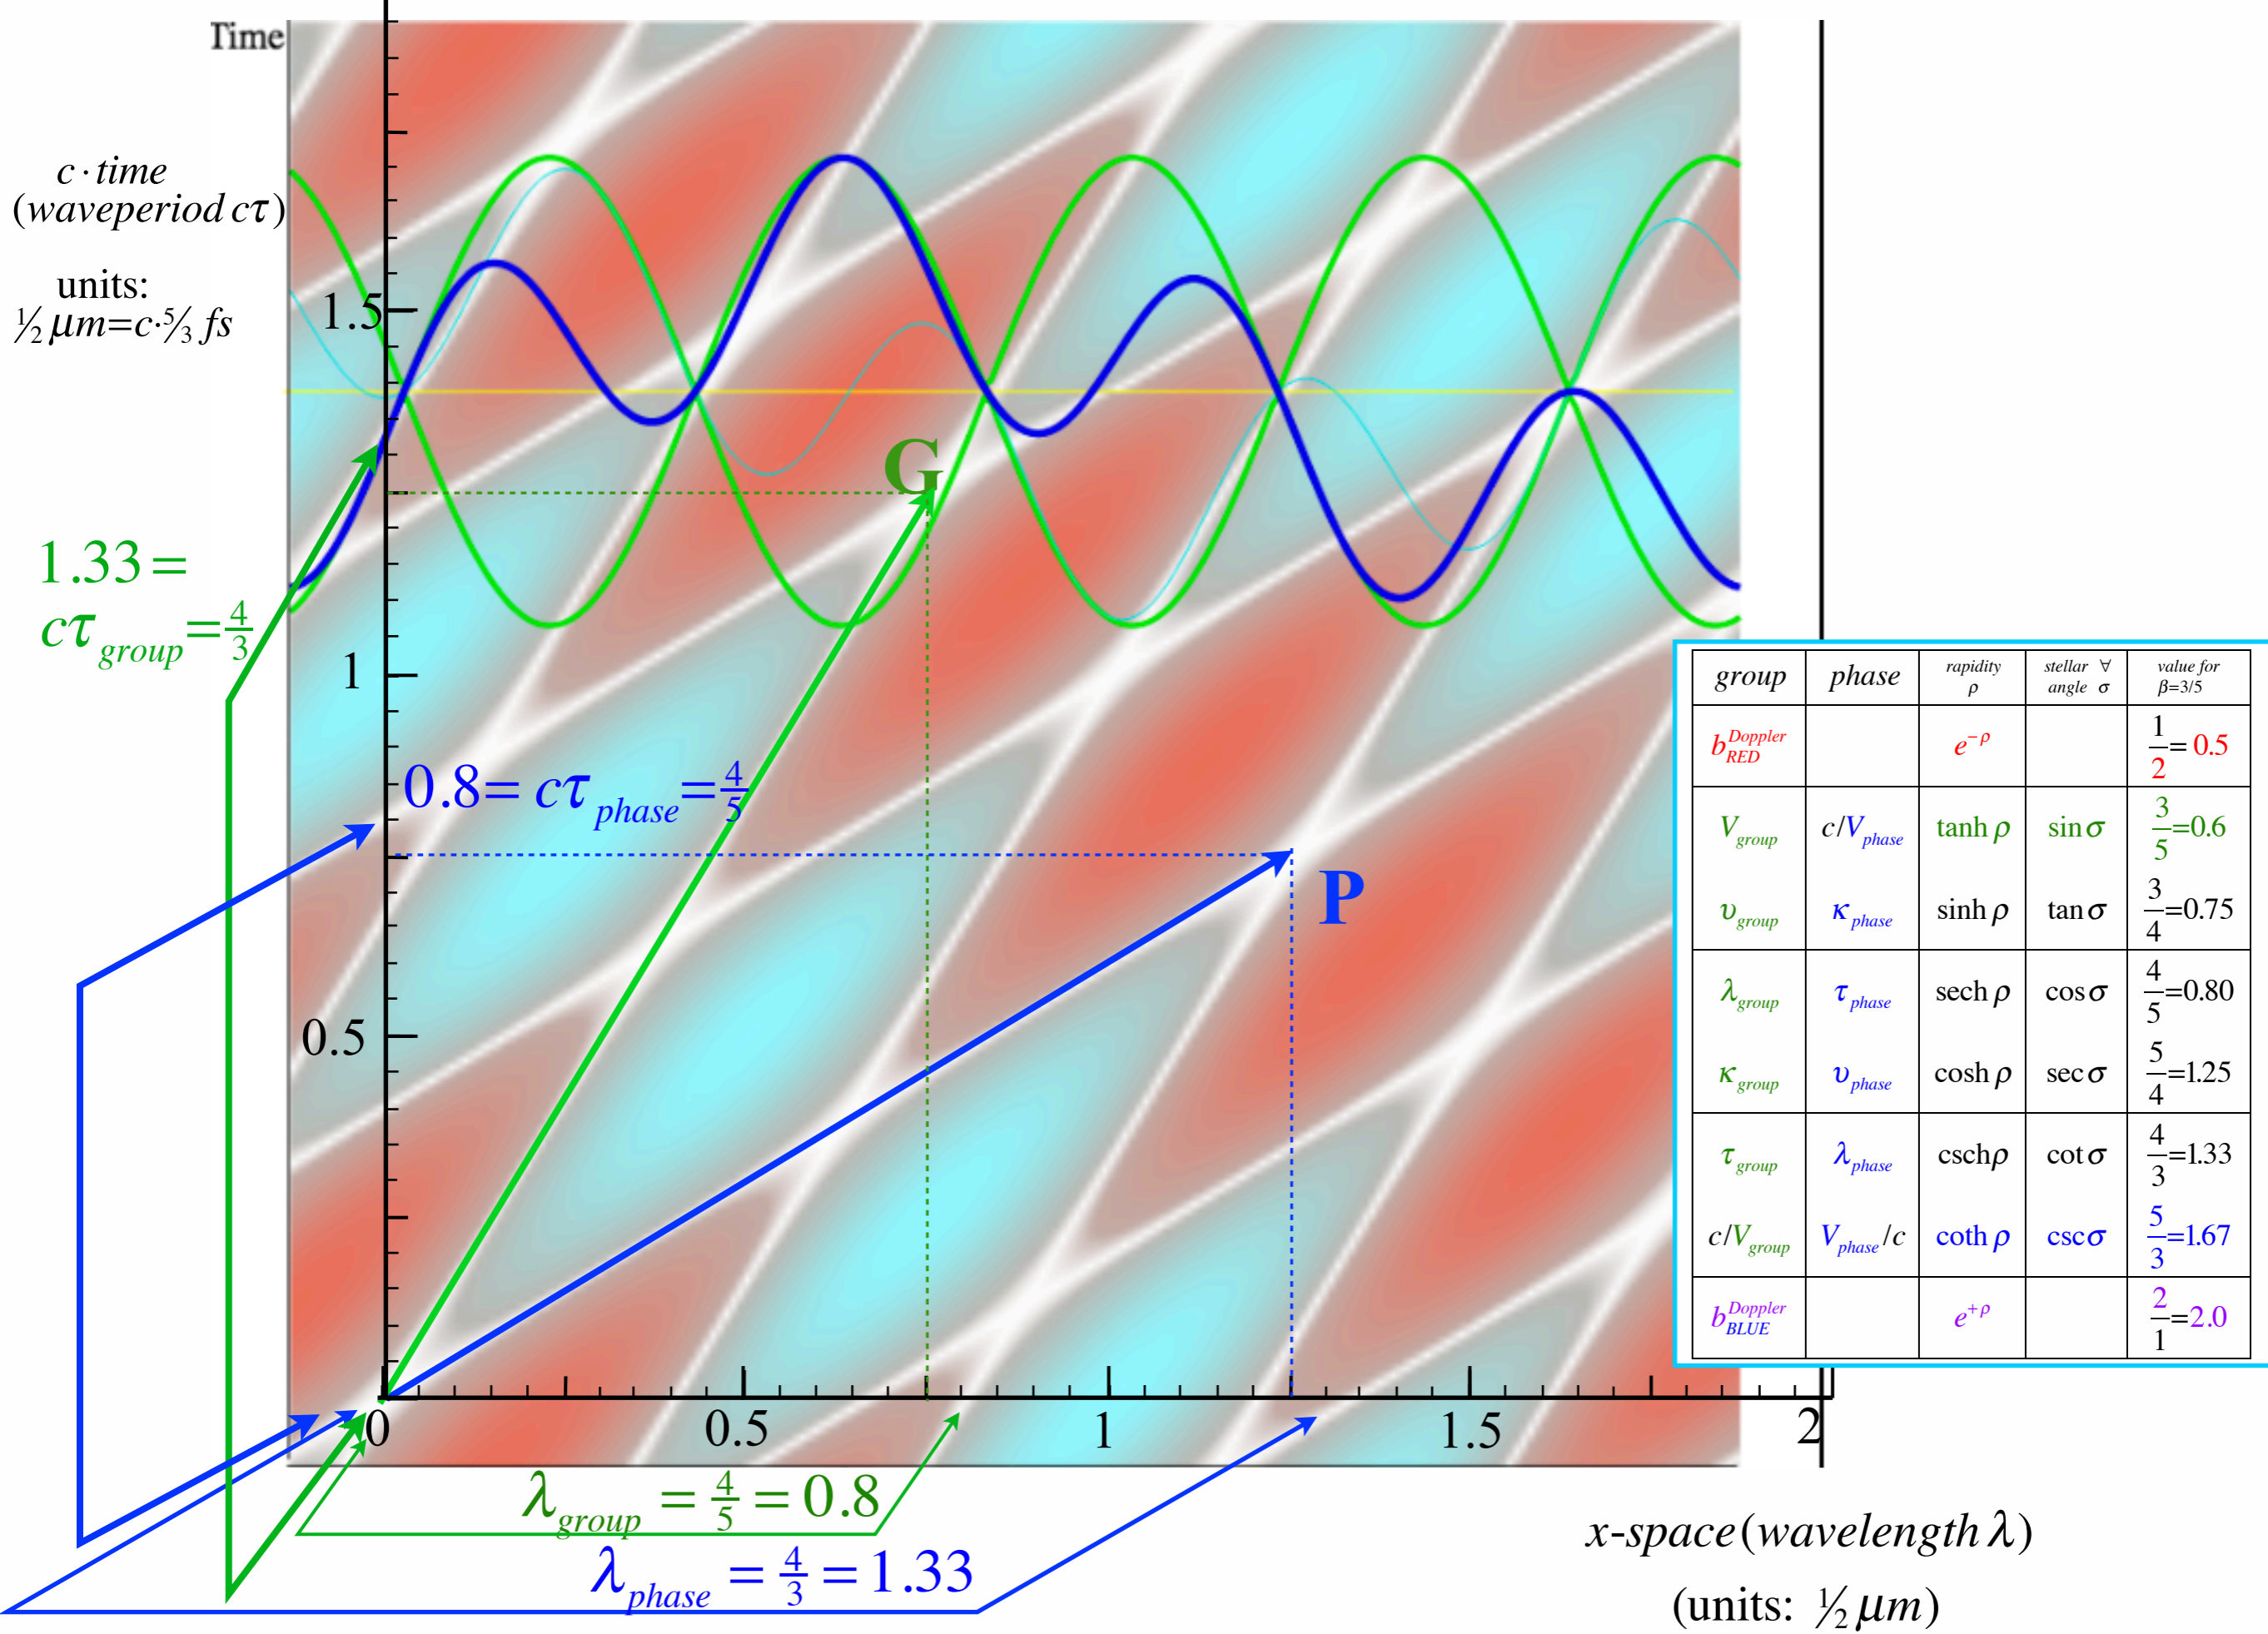 Time
c·time
(waveperiod cτ)
units:
½ μm=c·5/3 fs
1.5
1
0.5
G
1.33 =
cτ_group=4/3
0.8= cτ_phase=4/5
P
0 0.5 1 1.5 2
λ_group = 4/5 = 0.8
λ_phase = 4/3 = 1.33
x-space(wavelength λ)
(units: ½ μm)
group phase rapidity ρ stellar ∀ angle σ value for β=3/5
b^Doppler_RED e^−ρ 1/2=0.5
V_group c/V_phase tanh ρ sin σ 3/5=0.6
υ_group κ_phase sinh ρ tan σ 3/4=0.75
λ_group τ_phase sech ρ cos σ 4/5=0.80
κ_group υ_phase cosh ρ sec σ 5/4=1.25
τ_group λ_phase cschρ cot σ 4/3=1.33
c/V_group V_phase/c coth ρ cscσ 5/3=1.67
b^Doppler_BLUE e^+ρ 2/1=2.0